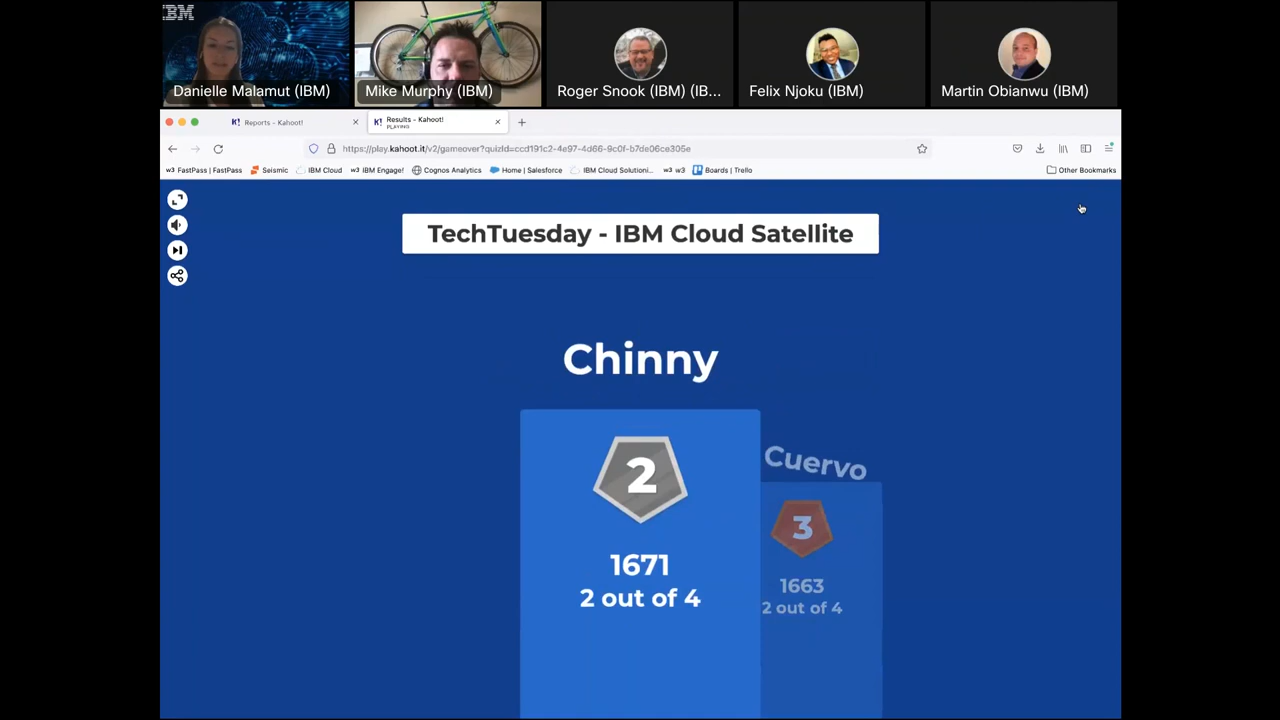 IBM
Danielle Malamut (IBM)
Mike Murphy (IBM)
Roger Snook (IBM) (IB...
Felix Njoku (IBM)
Martin Obianwu (IBM)
K! Reports - Kahoot!
K! Results - Kahoot!
PLAYING
https://play.kahoot.it/v2/gameover?quizId=ccd191c2-4e97-4d66-9c0f-b7de06ce305e
w3 FastPass | FastPass
Seismic
IBM Cloud
w3 IBM Engage!
Cognos Analytics
Home | Salesforce
IBM Cloud Solutioni...
w3 w3
Boards | Trello
Other Bookmarks
TechTuesday - IBM Cloud Satellite
Chinny
2
1671
2 out of 4
Cuervo
3
1663
2 out of 4